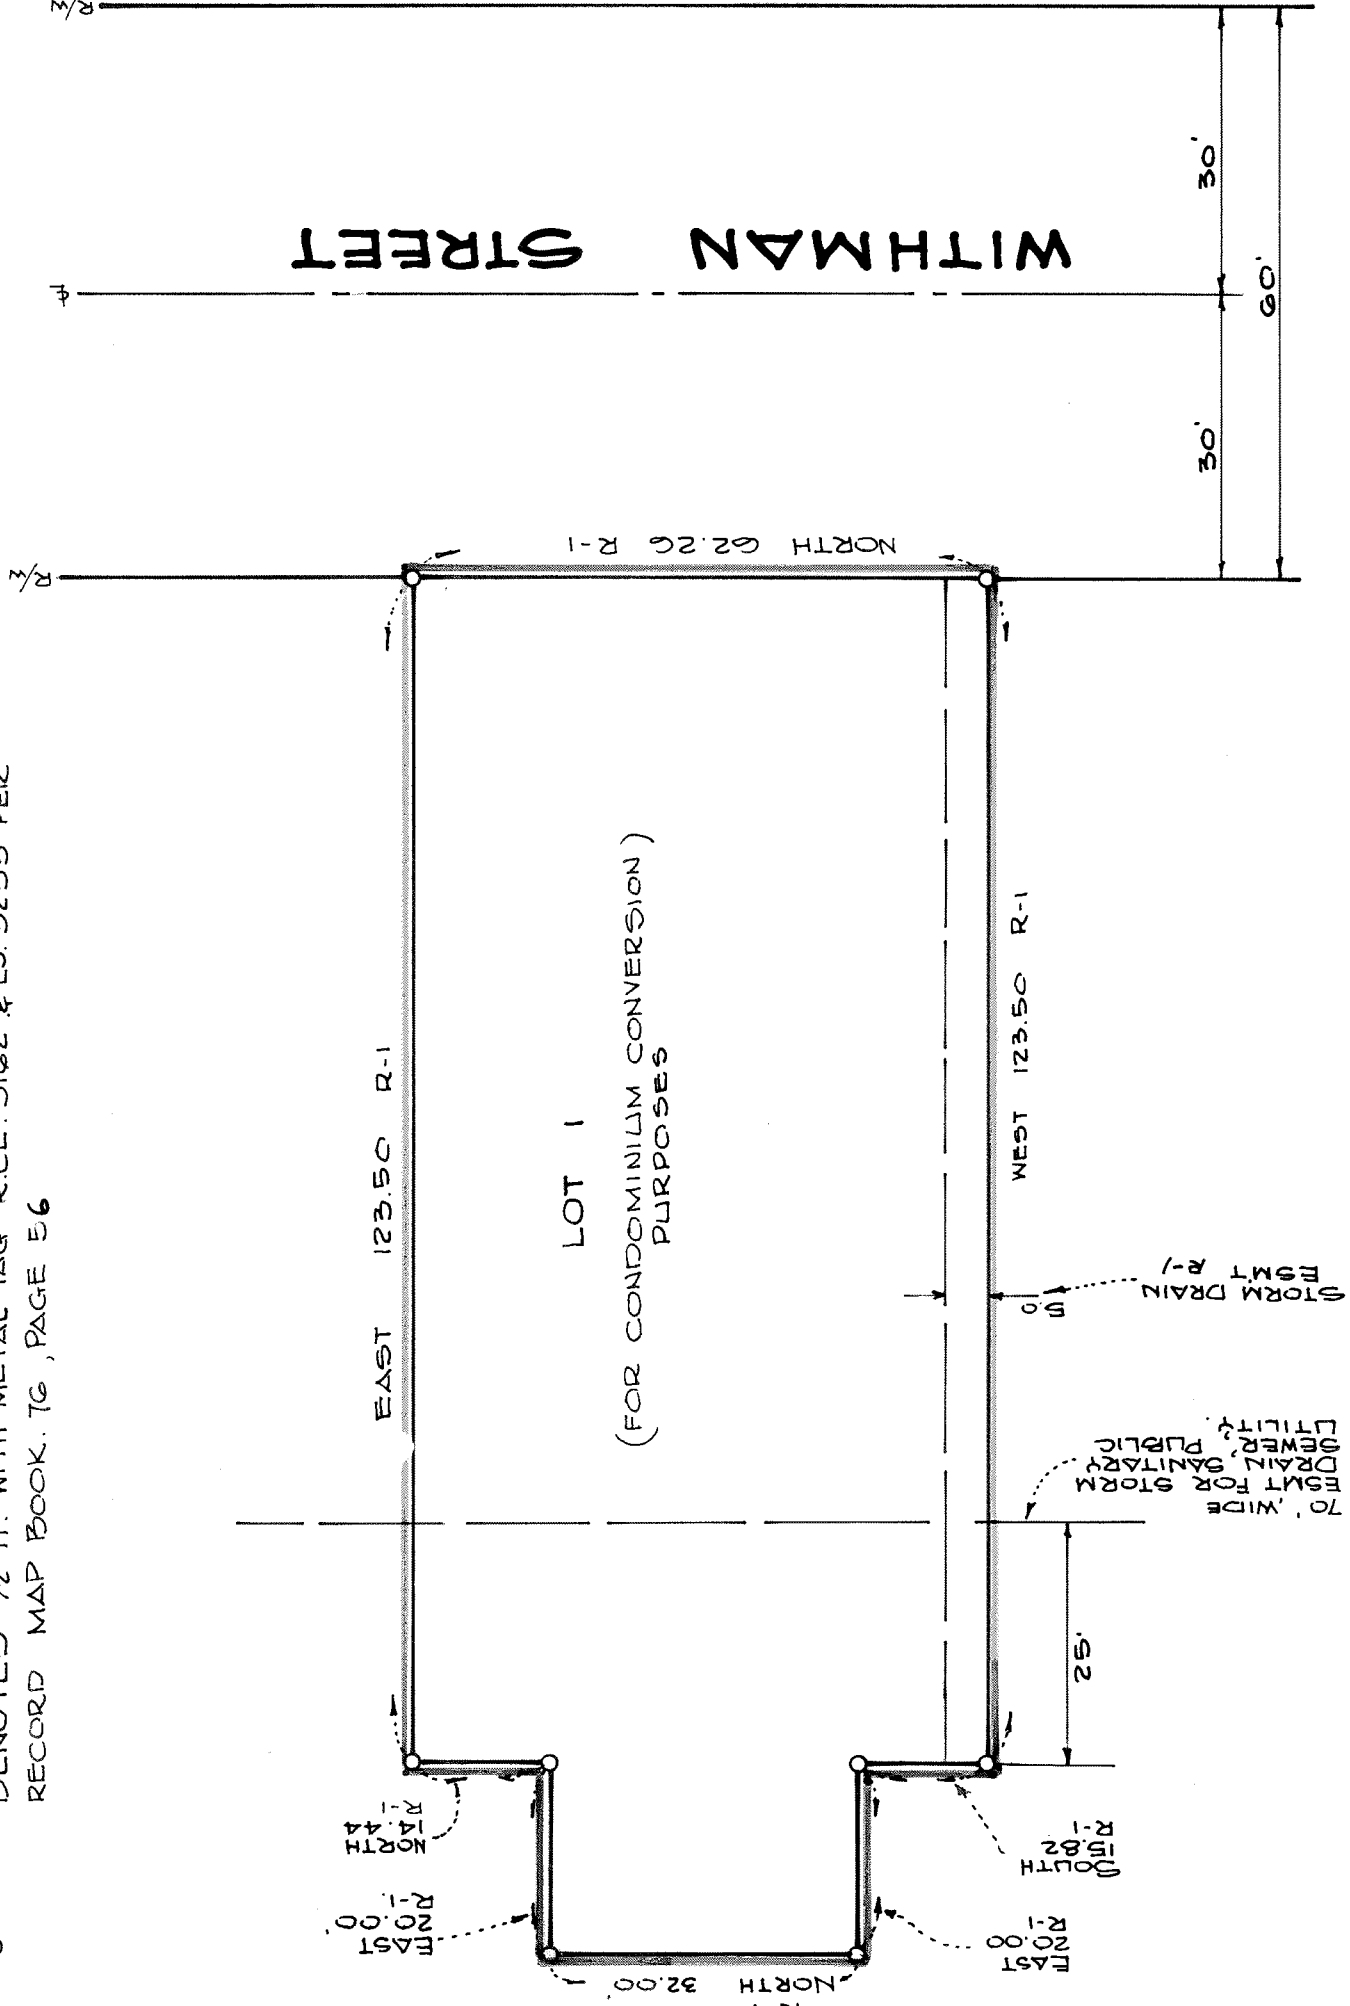 RECORD MAP BOOK. 76, PAGE 56
R/W
WITHMAN STREET
30'
30'
60'
R/W
NORTH 62.26 R-1
EAST 123.50 R-1
LOT 1
(FOR CONDOMINIUM CONVERSION)
PURPOSES
WEST 123.50 R-1
5.0
STORM DRAIN
ESM'T R-1
70' WIDE
ESMT FOR STORM
DRAIN, SANITARY
SEWER, PUBLIC
UTILITY.
25'
NORTH
14.44
R-1
SOUTH
15.82
R-1
EAST
20.00'
R-1.
EAST
20.00
R-1
NORTH 32.00'